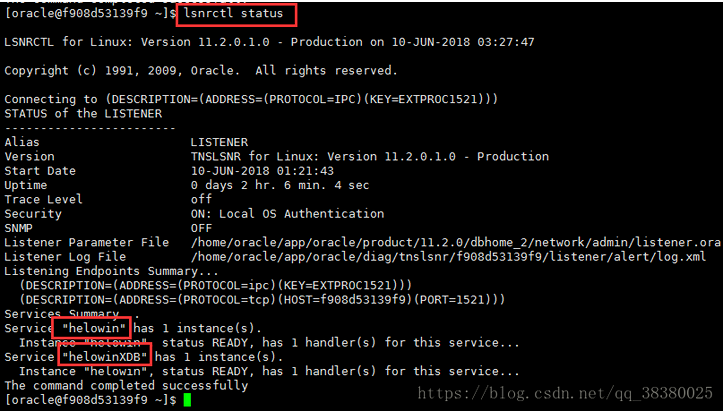 [oracle@f908d53139f9 ~]$ lsnrctl status
LSNRCTL for Linux: Version 11.2.0.1.0 - Production on 10-JUN-2018 03:27:47
Copyright (c) 1991, 2009, Oracle.  All rights reserved.
Connecting to (DESCRIPTION=(ADDRESS=(PROTOCOL=IPC)(KEY=EXTPROC1521)))
STATUS of the LISTENER
------------------------
Alias                     LISTENER
Version                   TNSLSNR for Linux: Version 11.2.0.1.0 - Production
Start Date                10-JUN-2018 01:21:43
Uptime                    0 days 2 hr. 6 min. 4 sec
Trace Level               off
Security                  ON: Local OS Authentication
SNMP                      OFF
Listener Parameter File   /home/oracle/app/oracle/product/11.2.0/dbhome_2/network/admin/listener.ora
Listener Log File         /home/oracle/app/oracle/diag/tnslsnr/f908d53139f9/listener/alert/log.xml
Listening Endpoints Summary...
  (DESCRIPTION=(ADDRESS=(PROTOCOL=ipc)(KEY=EXTPROC1521)))
  (DESCRIPTION=(ADDRESS=(PROTOCOL=tcp)(HOST=f908d53139f9)(PORT=1521)))
Services Summary...
Service "helowin" has 1 instance(s).
  Instance "helowin", status READY, has 1 handler(s) for this service...
Service "helowinXDB" has 1 instance(s).
  Instance "helowin", status READY, has 1 handler(s) for this service...
The command completed successfully
[oracle@f908d53139f9 ~]$
https://blog.csdn.net/qq_38380025